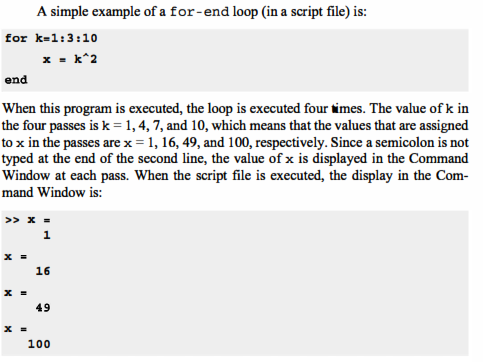 A simple example of a for-end loop (in a script file) is:
for k=1:3:10
x = k^2
end
When this program is executed, the loop is executed four times. The value of k in
the four passes is k = 1, 4, 7, and 10, which means that the values that are assigned
to x in the passes are x = 1, 16, 49, and 100, respectively. Since a semicolon is not
typed at the end of the second line, the value of x is displayed in the Command
Window at each pass. When the script file is executed, the display in the Com-
mand Window is:
>> x =
1
x =
16
x =
49
x =
100